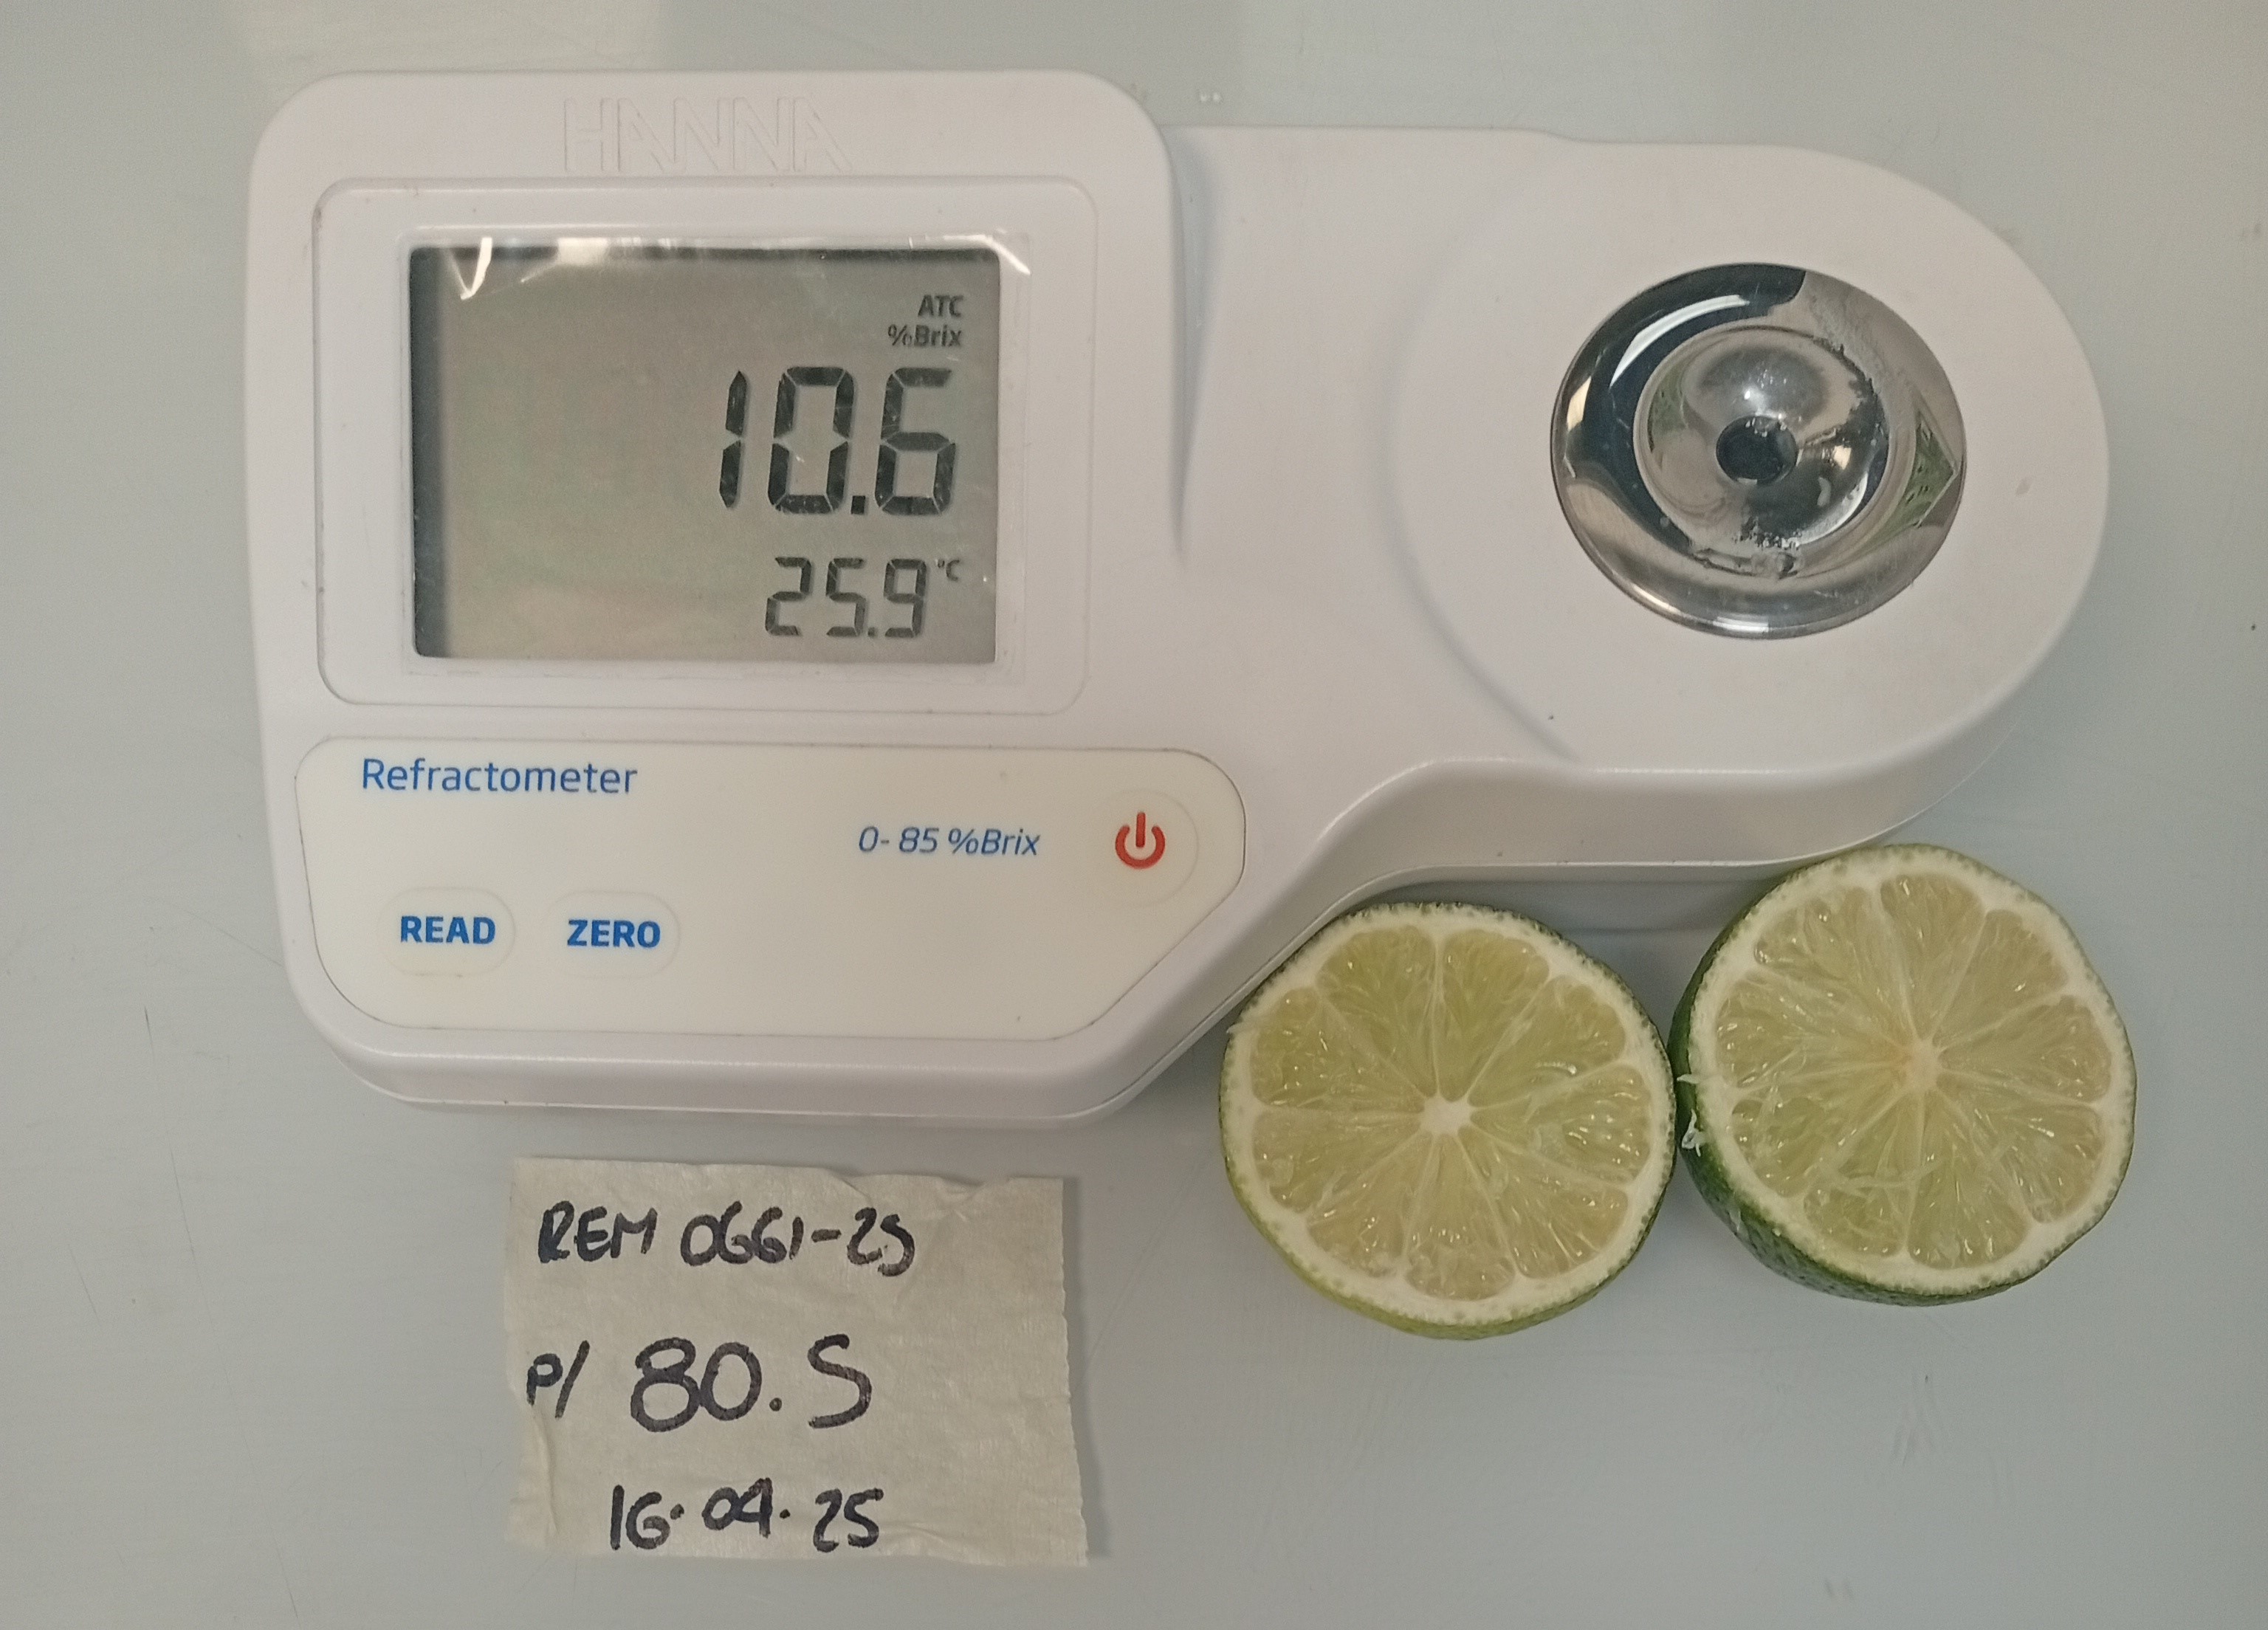 HANNA
ATC
%Brix
10.6
25.9 °C
Refractometer
0-85 %Brix
READ ZERO
REM 0661-25
P/ 80.5
16.04.25